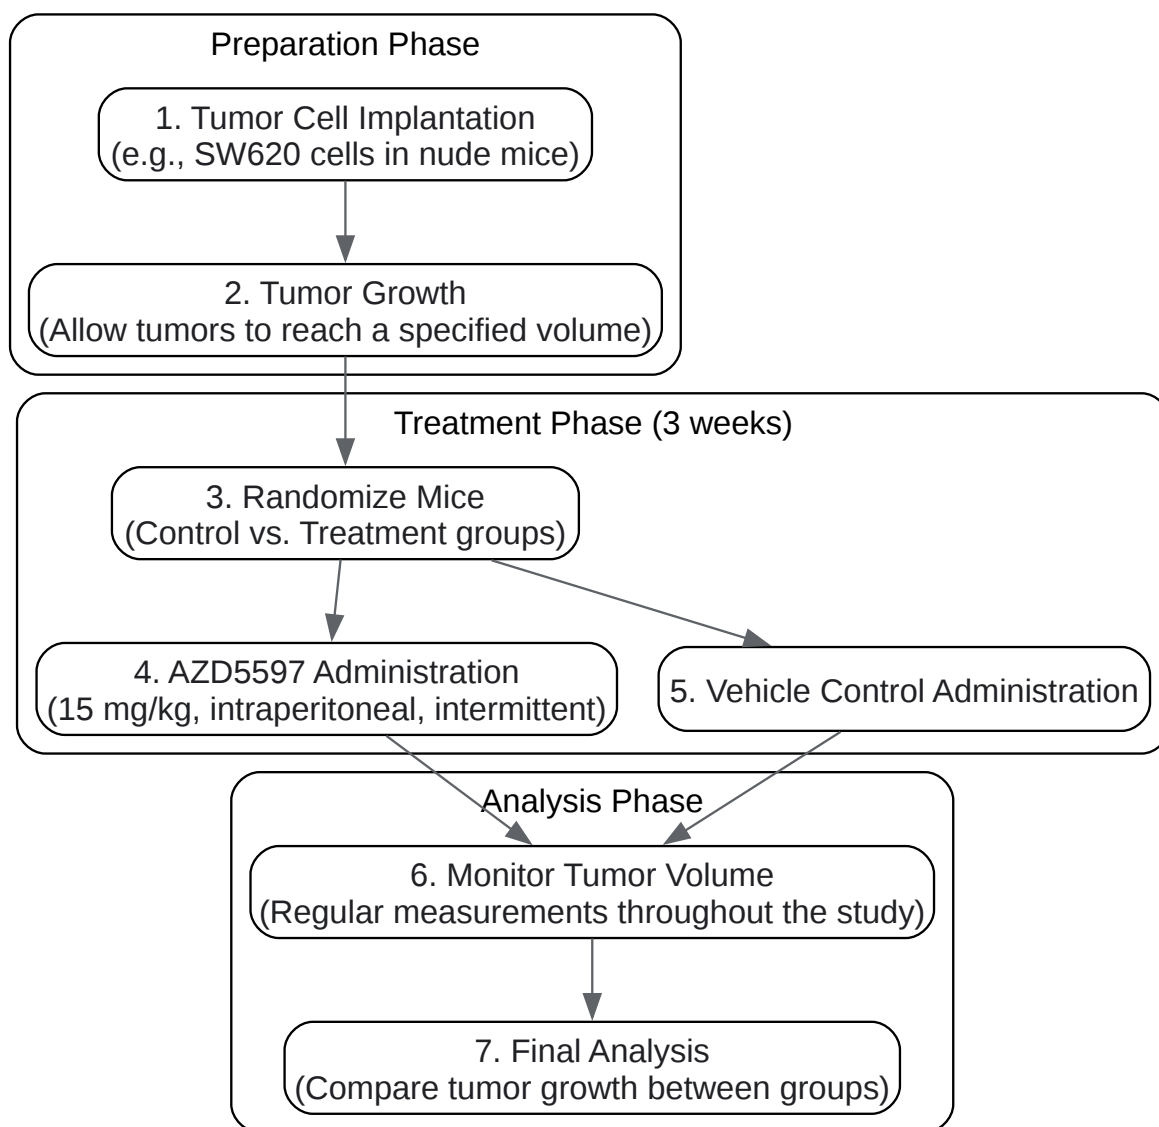 Preparation Phase
1. Tumor Cell Implantation
(e.g., SW620 cells in nude mice)
2. Tumor Growth
(Allow tumors to reach a specified volume)
Treatment Phase (3 weeks)
3. Randomize Mice
(Control vs. Treatment groups)
4. AZD5597 Administration
(15 mg/kg, intraperitoneal, intermittent)
5. Vehicle Control Administration
Analysis Phase
6. Monitor Tumor Volume
(Regular measurements throughout the study)
7. Final Analysis
(Compare tumor growth between groups)